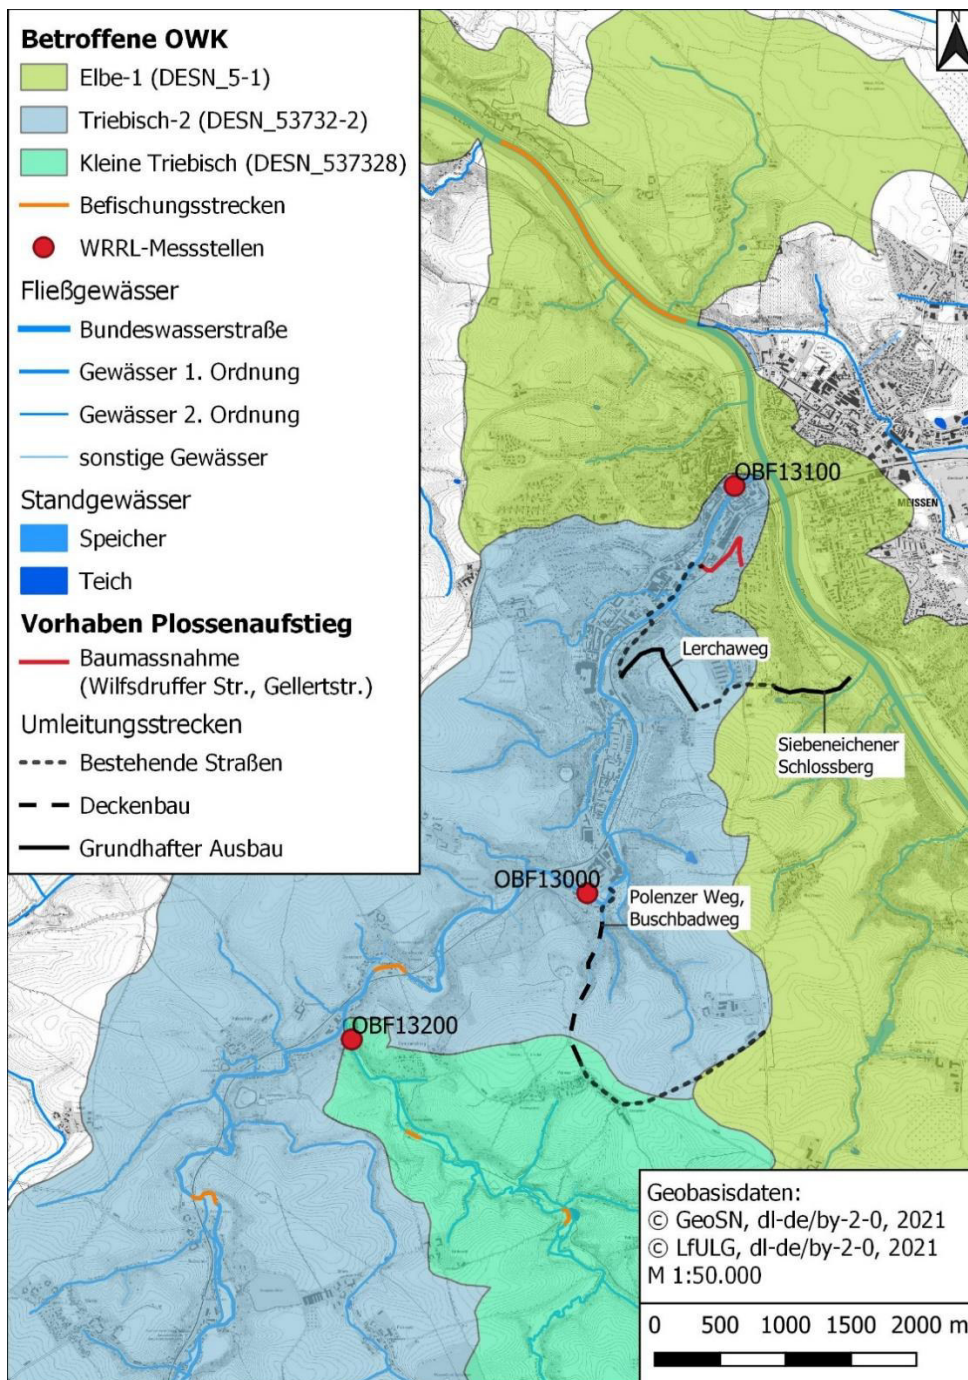 Betroffene OWK
Elbe-1 (DESN_5-1)
Triebisch-2 (DESN_53732-2)
Kleine Triebisch (DESN_537328)
Befischungsstrecken
WRRL-Messstellen
Fließgewässer
Bundeswasserstraße
Gewässer 1. Ordnung
Gewässer 2. Ordnung
sonstige Gewässer
Standgewässer
Speicher
Teich
Vorhaben Plossenaufstieg
Baumassnahme
(Wilfsdruffer Str., Gellertstr.)
Umleitungsstrecken
Bestehende Straßen
Deckenbau
Grundhafter Ausbau
N
OBF13100
MEISSEN
Lerchaweg
Siebeneichener
Schlossberg
OBF13000
Polenzer Weg,
Buschbadweg
OBF13200
Geobasisdaten:
© GeoSN, dl-de/by-2-0, 2021
© LfULG, dl-de/by-2-0, 2021
M 1:50.000
0 500 1000 1500 2000 m